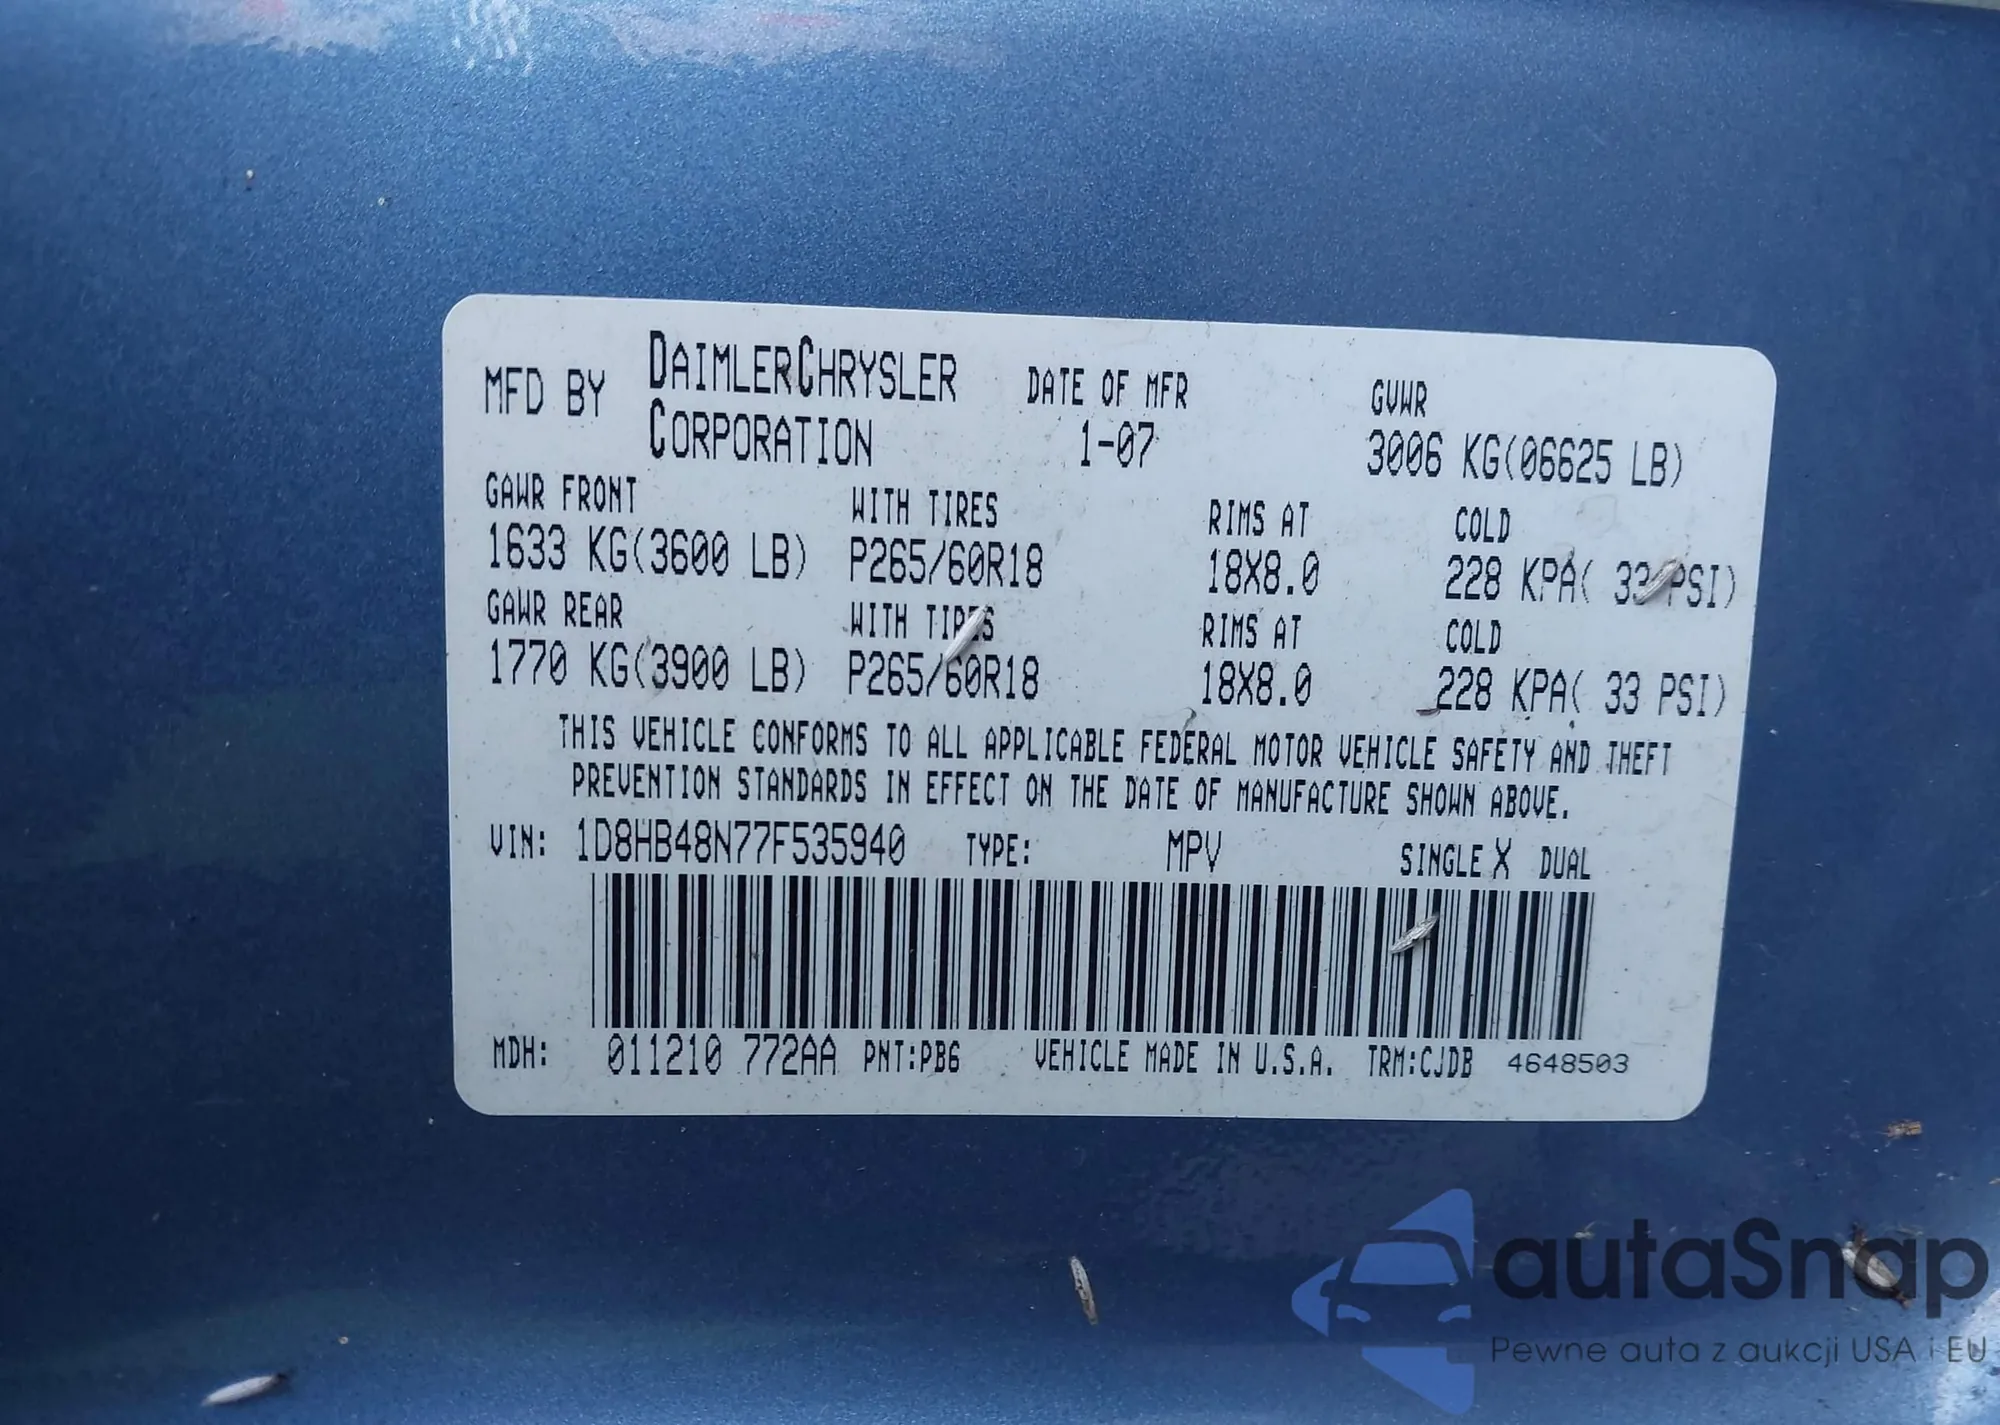 MFD BY DAIMLERCHRYSLER CORPORATION DATE OF MFR 1-07 GVWR 3006 KG(06625 LB)
GAWR FRONT WITH TIRES RIMS AT COLD
1633 KG(3600 LB) P265/60R18 18X8.0 228 KPA( 33 PSI)
GAWR REAR WITH TIRES RIMS AT COLD
1770 KG(3900 LB) P265/60R18 18X8.0 228 KPA( 33 PSI)
THIS VEHICLE CONFORMS TO ALL APPLICABLE FEDERAL MOTOR VEHICLE SAFETY AND THEFT
PREVENTION STANDARDS IN EFFECT ON THE DATE OF MANUFACTURE SHOWN ABOVE.
VIN: 1D8HB48N77F535940 TYPE: MPV SINGLE X DUAL
MDH: 011210 772AA PNT:PB6 VEHICLE MADE IN U.S.A. TRM:CJDB 4648503
autoSnap
Pewne auta z aukcji USA i EU